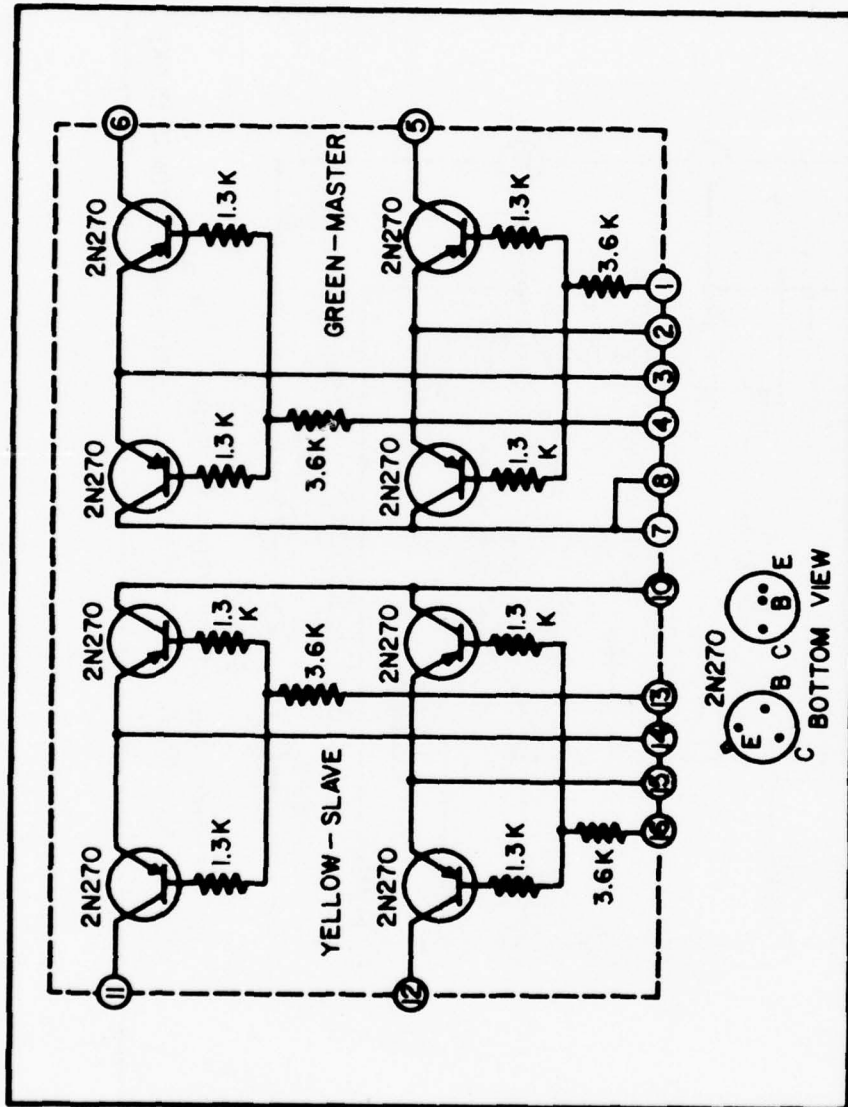 2N270 2N270 2N270 2N270
11 6
1.3K 1.3 K 1.3K 1.3K
3.6K 3.6K
YELLOW-SLAVE GREEN-MASTER
2N270 2N270 2N270 2N270
12 5
1.3K 1.3 K 1.3 K 1.3K
3.6K 3.6K
16 15 14 13 10 7 8 4 3 2 1
2N270
E B C
C B E
BOTTOM VIEW